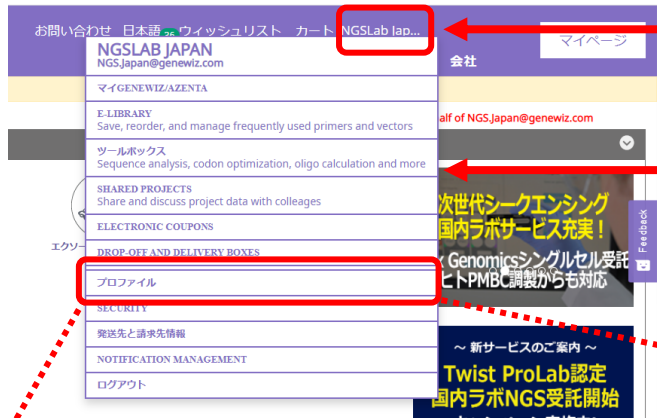 お問い合わせ 日本語 26 ウィッシュリスト カート NGSLab Jap...
マイページ
NGSLAB JAPAN
NGS.Japan@genewiz.com
会社
マイGENEWIZ/AZENTA
E-LIBRARY
Save, reorder, and manage frequently used primers and vectors
alf of NGS.Japan@genewiz.com
ツールボックス
Sequence analysis, codon optimization, oligo calculation and more
SHARED PROJECTS
Share and discuss project data with colleages
ELECTRONIC COUPONS
DROP-OFF AND DELIVERY BOXES
プロファイル
SECURITY
発送先と請求先情報
NOTIFICATION MANAGEMENT
ログアウト
エクソー
次世代シークエンシング
国内ラボサービス充実！
Genomicsシングルセル受託
ヒトPMBC調製からも対応
Feedback
～ 新サービスのご案内 ～
Twist ProLab認定
国内ラボNGS受託開始